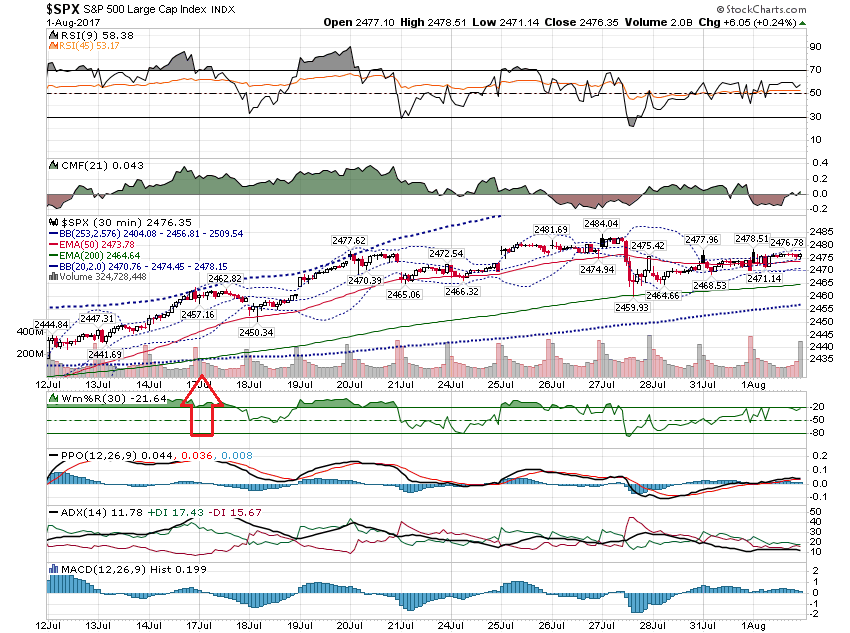 $SPX S&P 500 Large Cap Index INDX
© StockCharts.com
1-Aug-2017
Open 2477.10 High 2478.51 Low 2471.14 Close 2476.35 Volume 2.0B Chg +6.05 (+0.24%)
RSI(9) 58.38
RSI(45) 53.17
90
70
50
30
10
CMF(21) 0.043
0.4
0.2
0.0
-0.2
$SPX (30 min) 2476.35
BB(253,2.576) 2404.08 - 2456.81 - 2509.54
EMA(50) 2473.78
EMA(200) 2464.64
BB(20,2.0) 2470.76 - 2474.45 - 2478.15
Volume 324,728,448
2444.84
2447.31
2441.69
2457.16
2462.82
2450.34
2477.62
2470.39
2465.06
2472.54
2466.32
2481.69
2474.94
2484.04
2459.93
2475.42
2464.66
2477.96
2468.53
2478.51
2471.14
2476.78
2485
2480
2475
2470
2465
2460
2455
2450
2445
2440
2435
400M
200M
12Jul 13Jul 14Jul 17Jul 18Jul 19Jul 20Jul 21Jul 24Jul 25Jul 26Jul 27Jul 28Jul 31Jul 1Aug
Wm%R(30) -21.64
-20
-50
-80
PPO(12,26,9) 0.044, 0.036, 0.008
0.2
0.1
0.0
-0.1
ADX(14) 11.78 +DI 17.43 -DI 15.67
50
40
30
20
10
MACD(12,26,9) Hist 0.199
2
1
0
-1
-2
12Jul 13Jul 14Jul 17Jul 18Jul 19Jul 20Jul 21Jul 24Jul 25Jul 26Jul 27Jul 28Jul 31Jul 1Aug